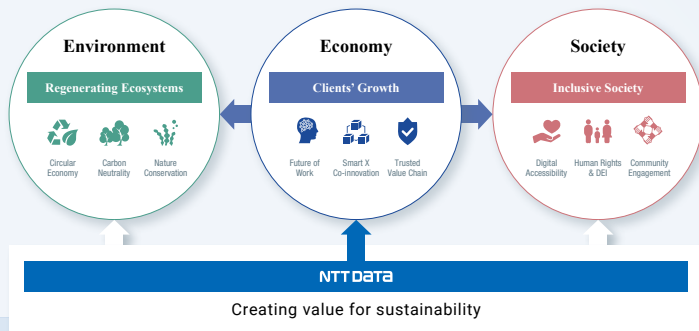 Environment
Regenerating Ecosystems
Circular
Economy
Carbon
Neutrality
Nature
Conservation
Economy
Clients' Growth
Future of
Work
Smart X
Co-innovation
Trusted
Value Chain
Society
Inclusive Society
Digital
Accessibility
Human Rights
& DEI
Community
Engagement
NTT DATA
Creating value for sustainability